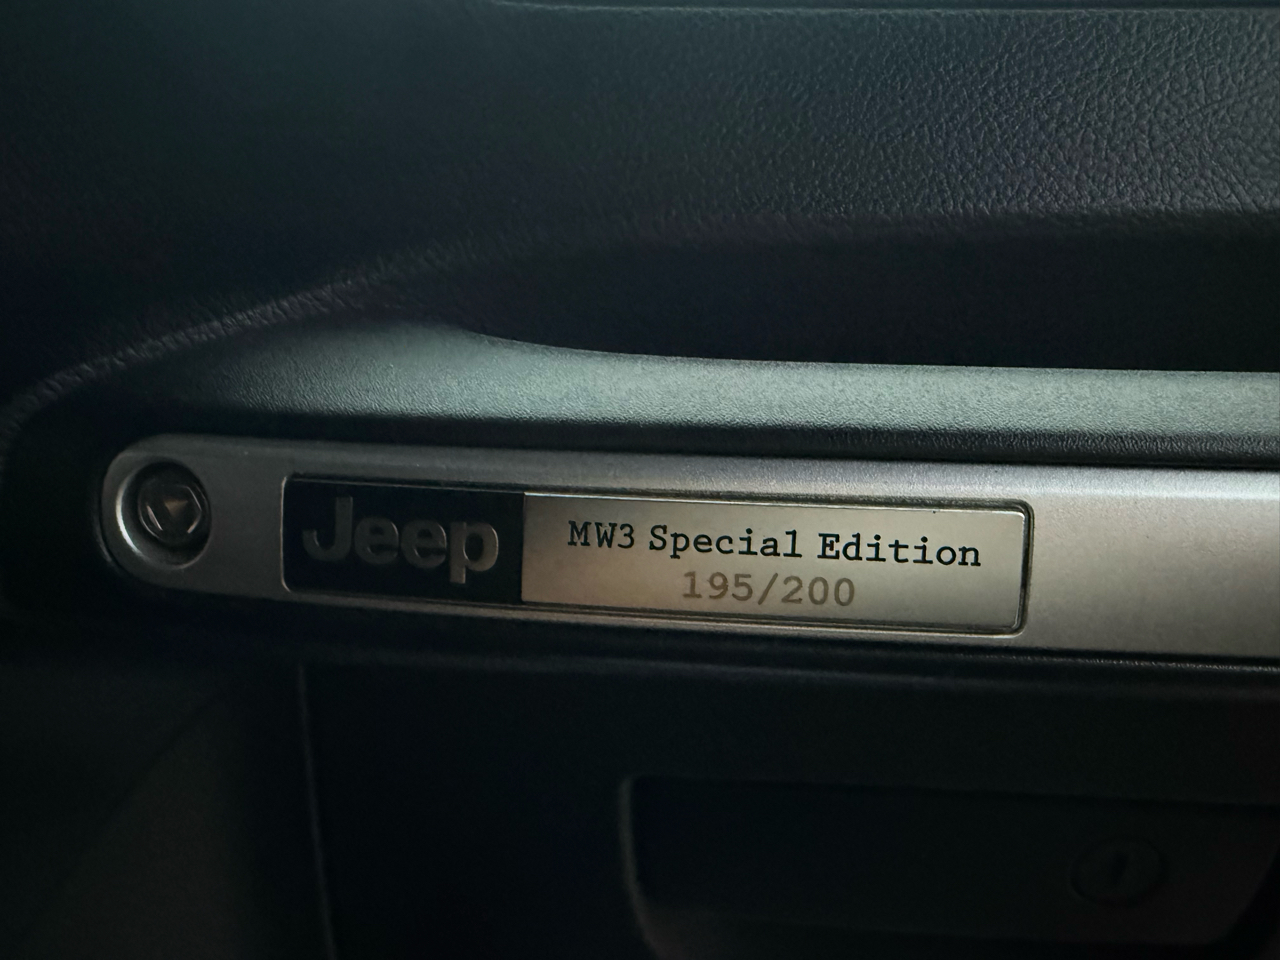 Jeep
MW3 Special Edition
195/200